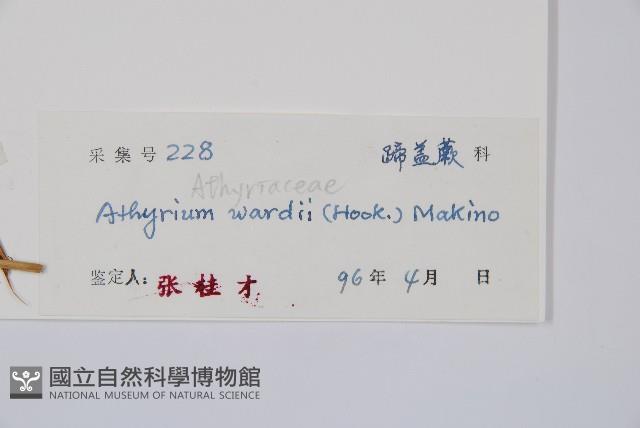 采集号 228 蹄盖蕨 科
Athyriaceae
Athyrium wardii (Hook.) Makino
鉴定人： 张桂才 96 年 4 月 日
國立自然科學博物館
NATIONAL MUSEUM OF NATURAL SCIENCE